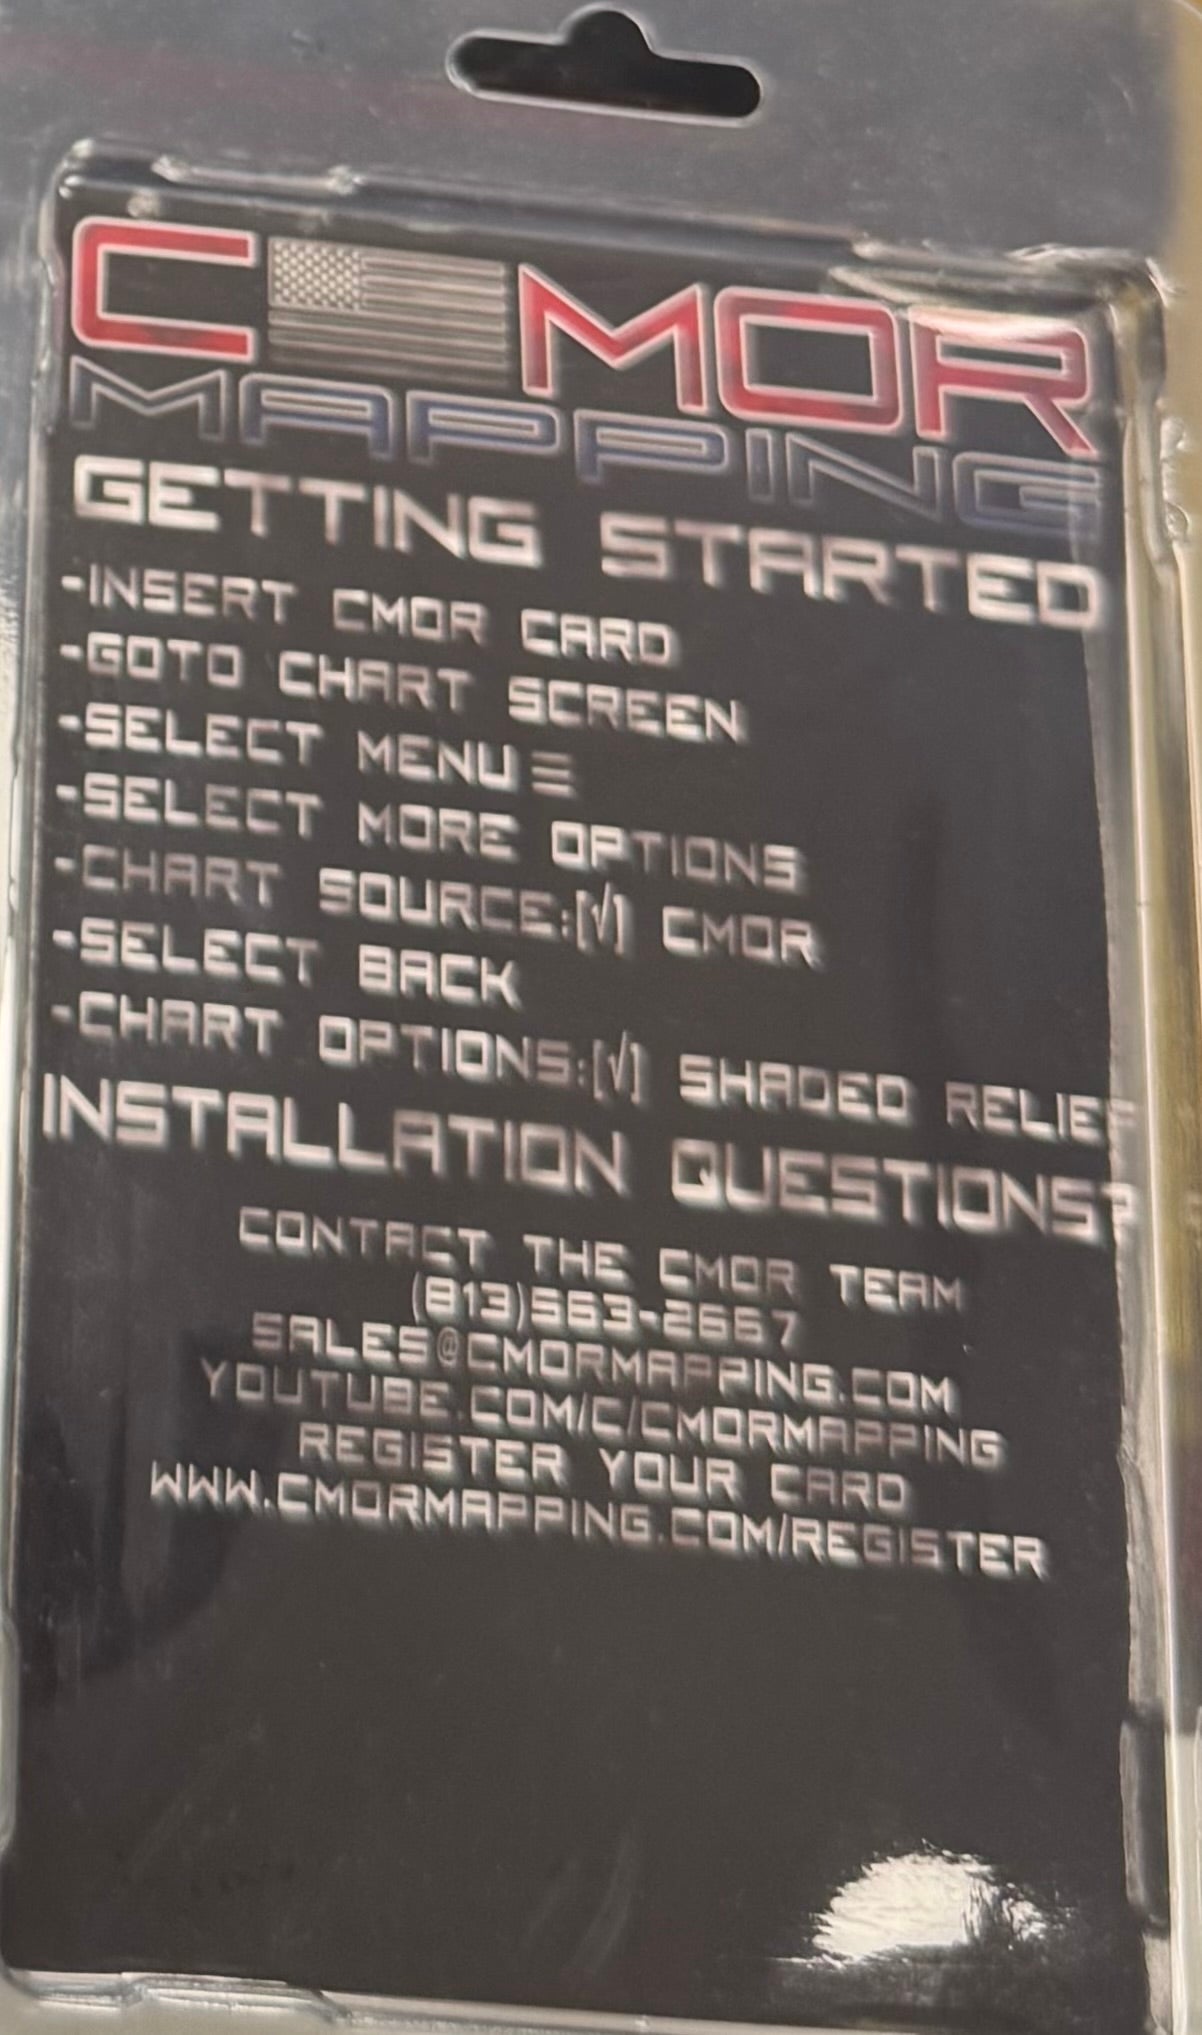 CMOR
MAPPING
GETTING STARTED
-INSERT CMOR CARD
-GOTO CHART SCREEN
-SELECT MENU ☰
-SELECT MORE OPTIONS
-CHART SOURCE:[√] CMOR
-SELECT BACK
-CHART OPTIONS:[√] SHADED RELIEF
INSTALLATION QUESTIONS?
CONTACT THE CMOR TEAM
(813)563-2667
SALES@CMORMAPPING.COM
YOUTUBE.COM/C/CMORMAPPING
REGISTER YOUR CARD
WWW.CMORMAPPING.COM/REGISTER